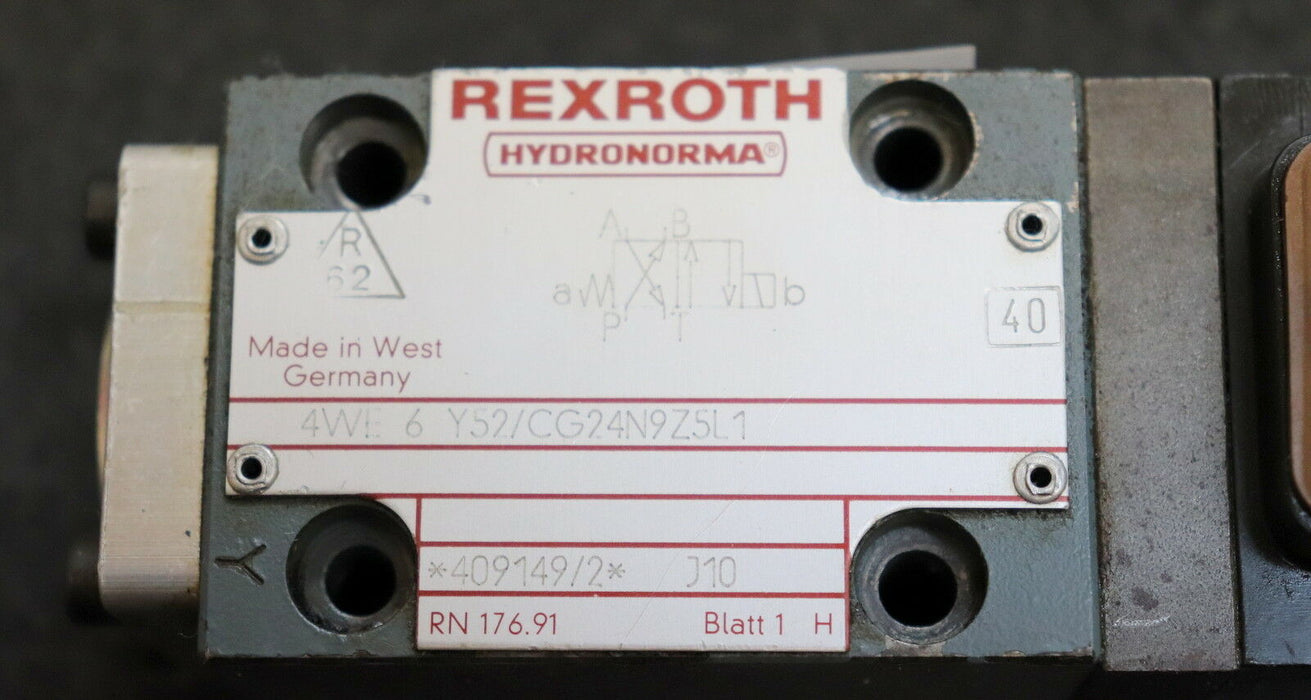 REXROTH
HYDRONORMA®
R
62
A B
a b
P T
40
Made in West
Germany
4WE 6 Y52/CG24N9Z5L1
*409149/2* J10
RN 176.91 Blatt 1 H
Y